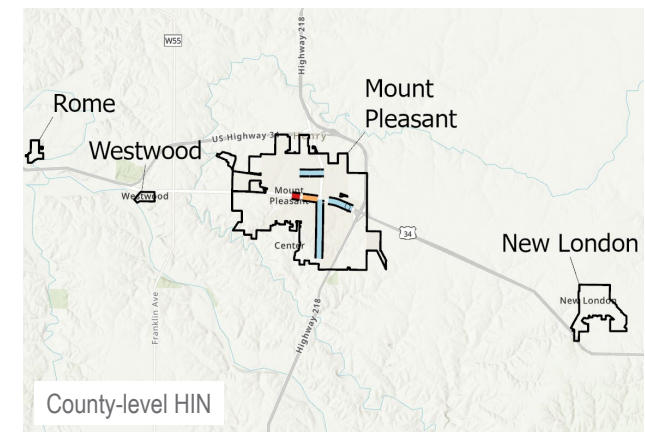 W55
Highway 218
Rome
Mount
Pleasant
US Highway 34
Henry
Westwood
Westwood
Mount
Pleasant
34
Center
New London
New London
Franklin Ave
Highway 218
County-level HIN